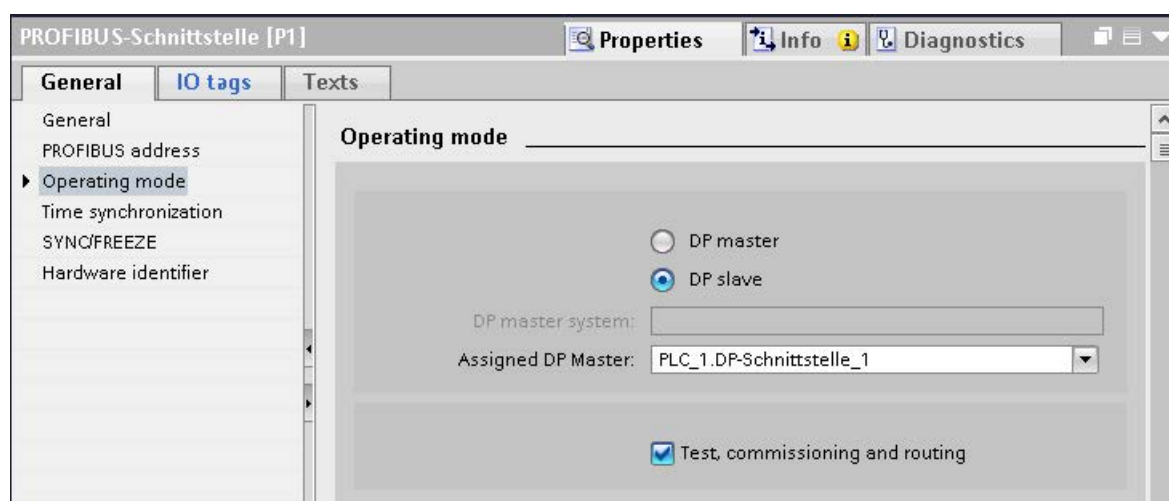 PROFIBUS-Schnittstelle [P1]
Properties
Info
Diagnostics
General
IO tags
Texts
General
PROFIBUS address
Operating mode
Time synchronization
SYNC/FREEZE
Hardware identifier
Operating mode
DP master
DP slave
DP master system:
Assigned DP Master: PLC_1.DP-Schnittstelle_1
Test, commissioning and routing